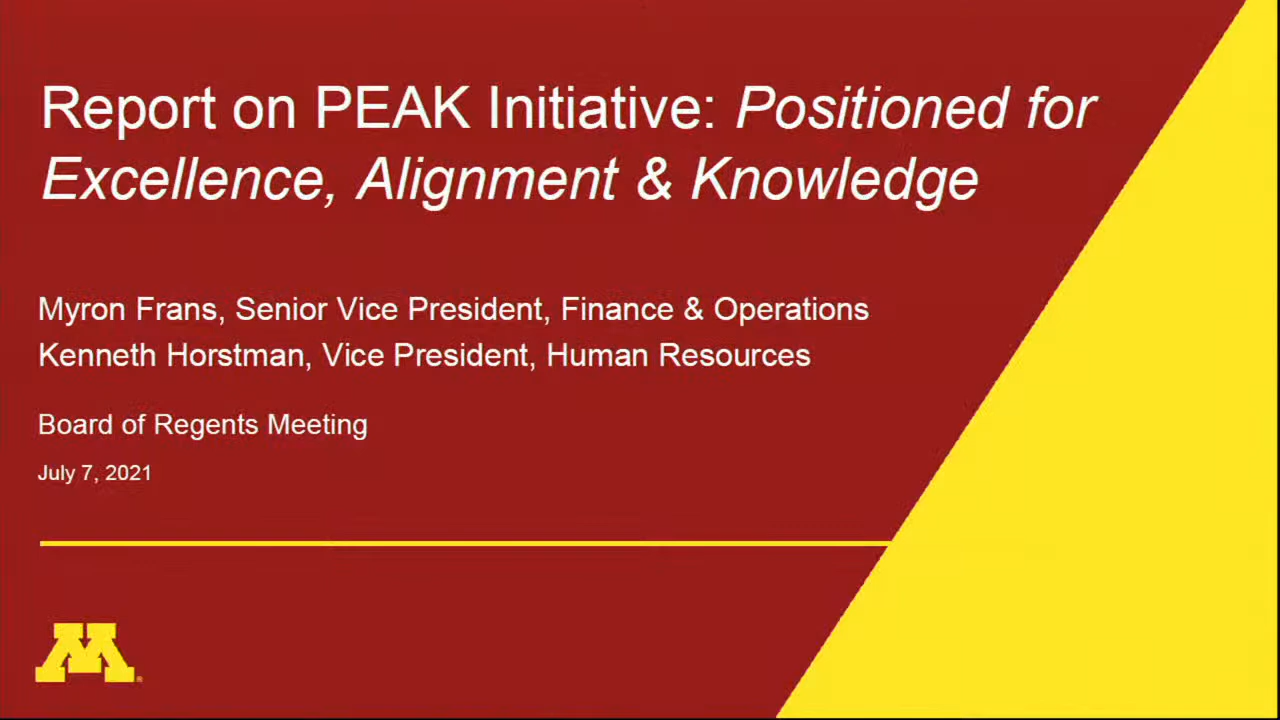 Report on PEAK Initiative: Positioned for
Excellence, Alignment & Knowledge
Myron Frans, Senior Vice President, Finance & Operations
Kenneth Horstman, Vice President, Human Resources
Board of Regents Meeting
July 7, 2021
M